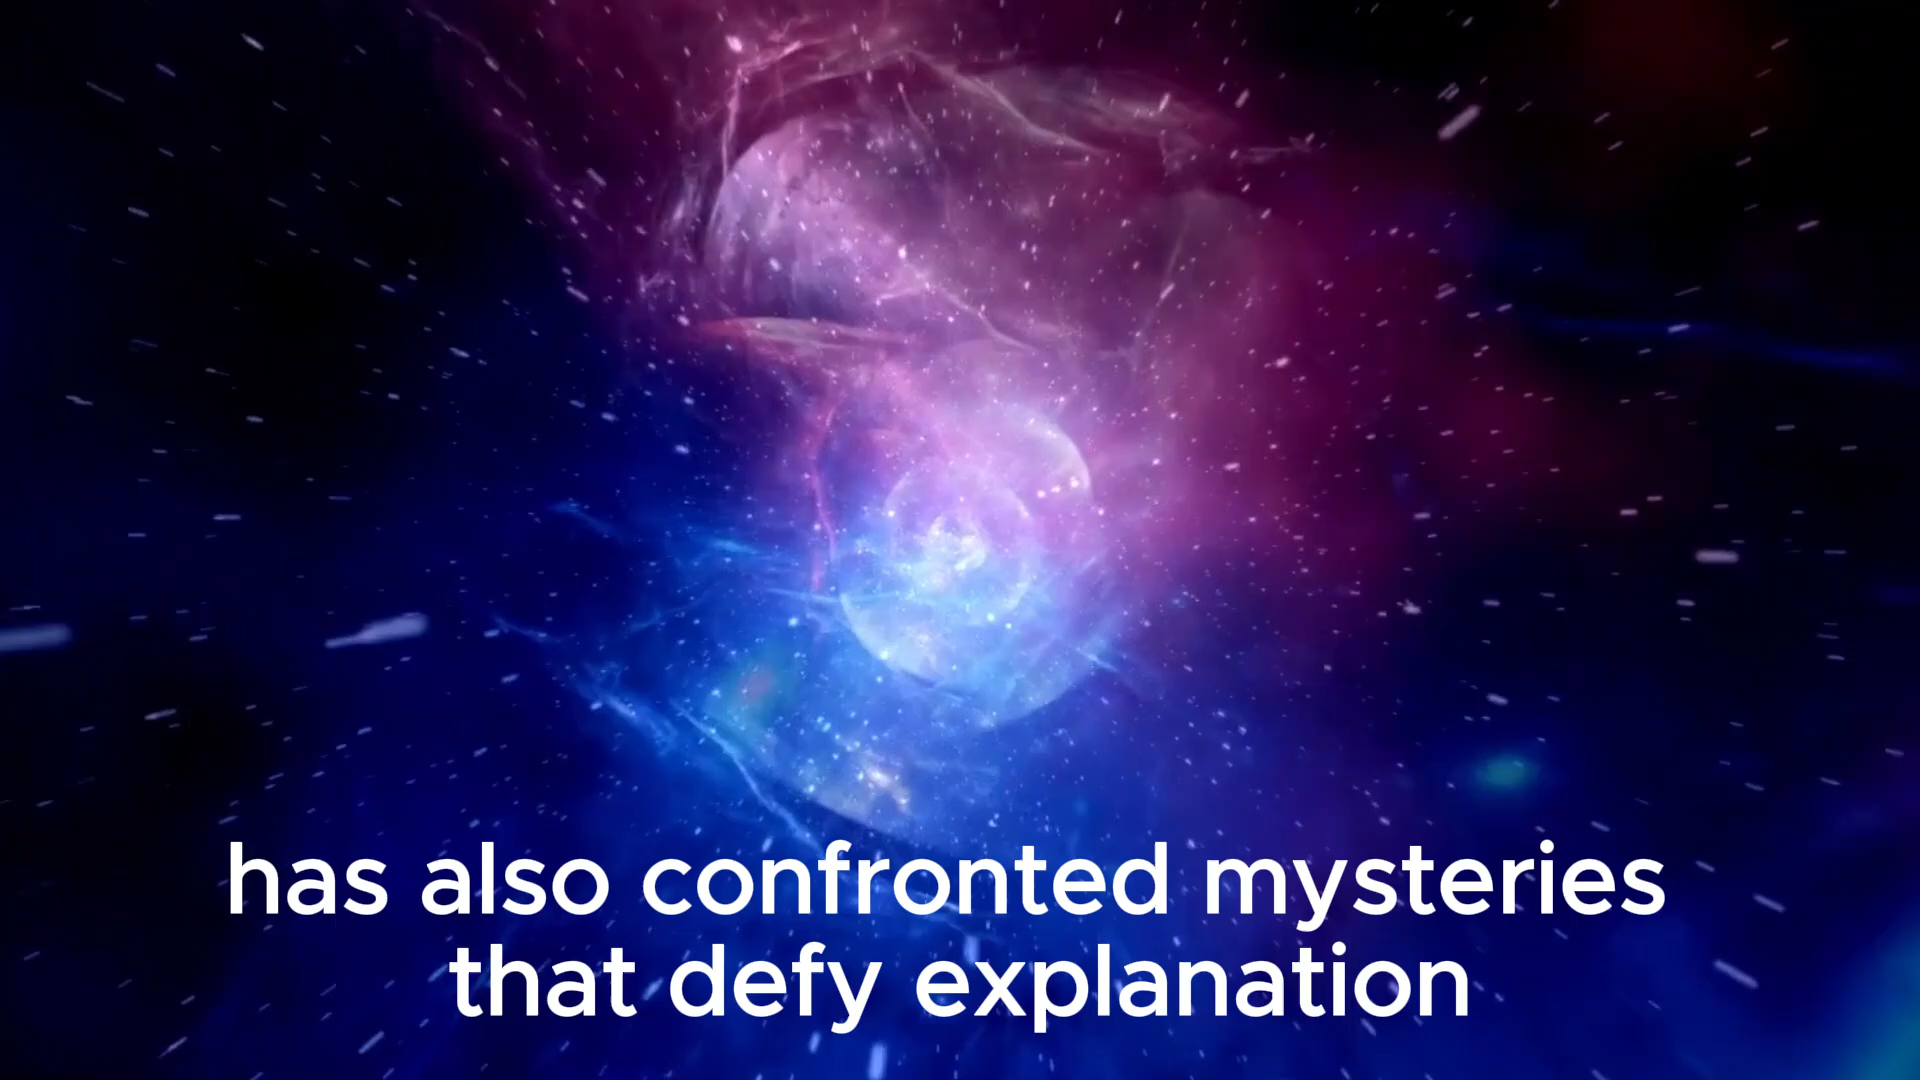 has also confronted mysteries
that defy explanation